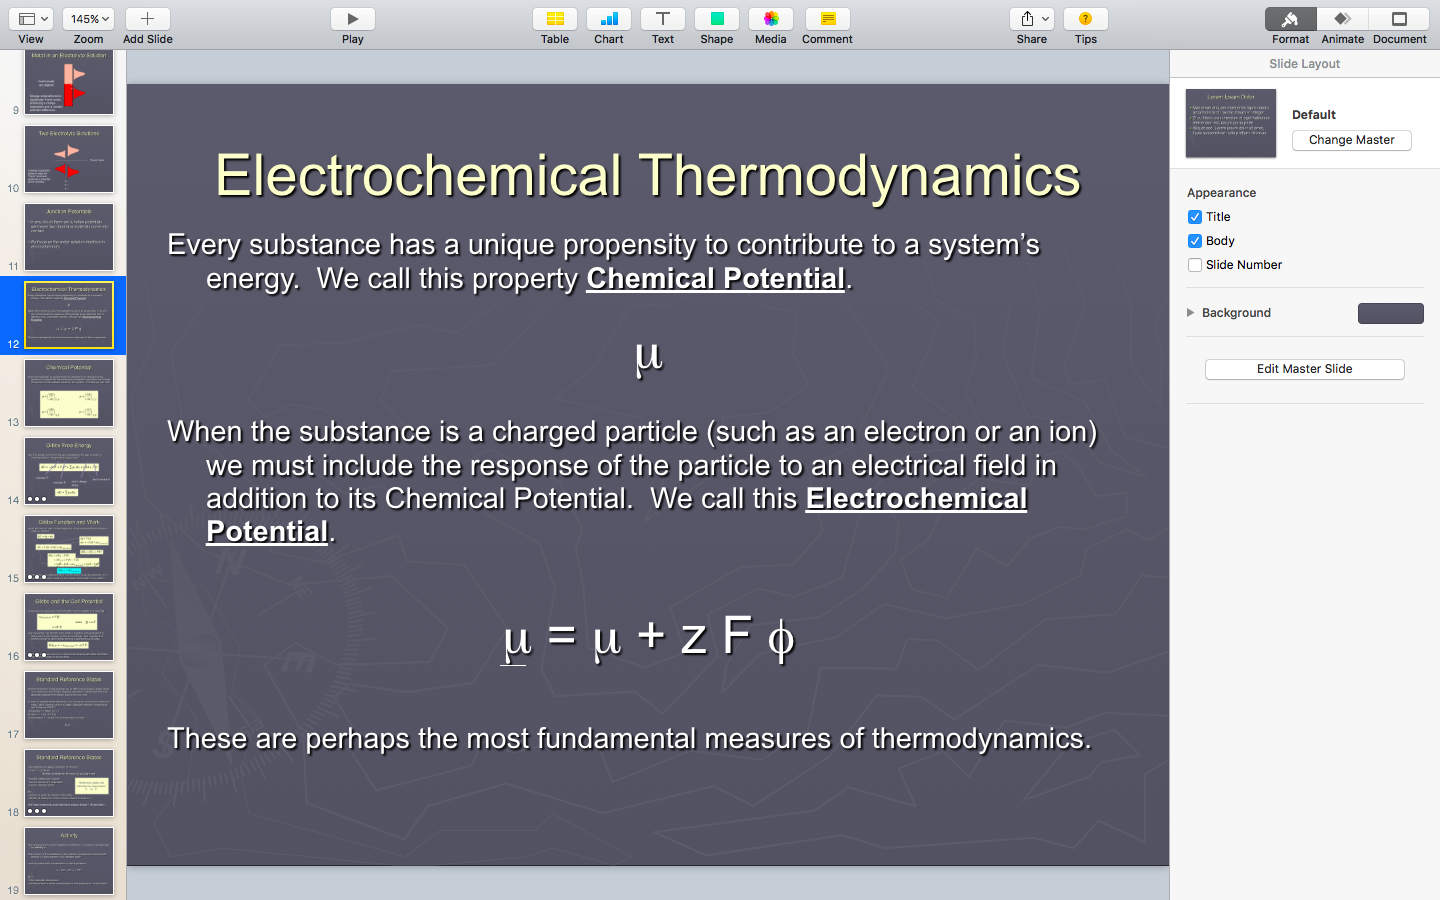 View
145%
Zoom
Add Slide
Play
Table
Chart
Text
Shape
Media
Comment
Share
Tips
Format
Animate
Document
9
Metal in an Electrolyte Solution
10
Two Electrolyte Solutions
11
Junction Potentials
12
Electrochemical Thermodynamics
13
Chemical Potential
14
Gibbs Free Energy
15
Gibbs Function and Work
16
Gibbs and the Cell Potential
17
Standard Reference States
18
Standard Reference States
19
Activity
Electrochemical Thermodynamics
Every substance has a unique propensity to contribute to a system’s
energy. We call this property Chemical Potential.
μ
When the substance is a charged particle (such as an electron or an ion)
we must include the response of the particle to an electrical field in
addition to its Chemical Potential. We call this Electrochemical
Potential.
μ = μ + z F ϕ
These are perhaps the most fundamental measures of thermodynamics.
Slide Layout
Lorem Ipsum Dolor
Default
Change Master
Appearance
Title
Body
Slide Number
Background
Edit Master Slide